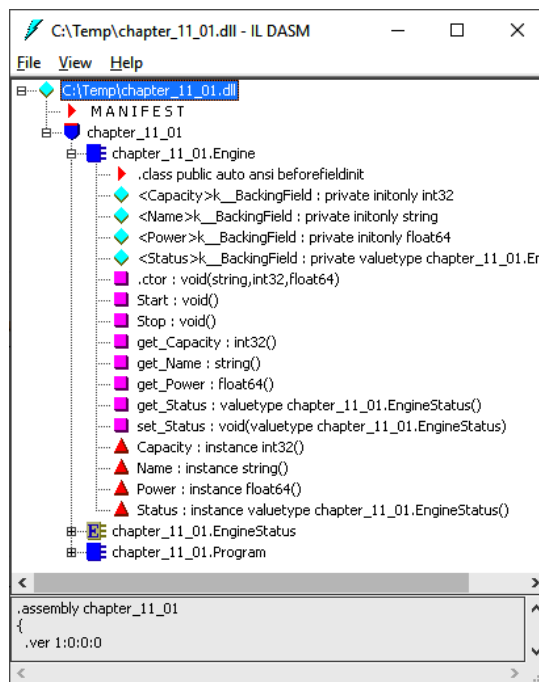 C:\Temp\chapter_11_01.dll - IL DASM
File View Help
C:\Temp\chapter_11_01.dll
M A N I F E S T
chapter_11_01
chapter_11_01.Engine
.class public auto ansi beforefieldinit
<Capacity>k__BackingField : private initonly int32
<Name>k__BackingField : private initonly string
<Power>k__BackingField : private initonly float64
<Status>k__BackingField : private valuetype chapter_11_01.En
.ctor : void(string,int32,float64)
Start : void()
Stop : void()
get_Capacity : int32()
get_Name : string()
get_Power : float64()
get_Status : valuetype chapter_11_01.EngineStatus()
set_Status : void(valuetype chapter_11_01.EngineStatus)
Capacity : instance int32()
Name : instance string()
Power : instance float64()
Status : instance valuetype chapter_11_01.EngineStatus()
E chapter_11_01.EngineStatus
chapter_11_01.Program
.assembly chapter_11_01
{
.ver 1:0:0:0